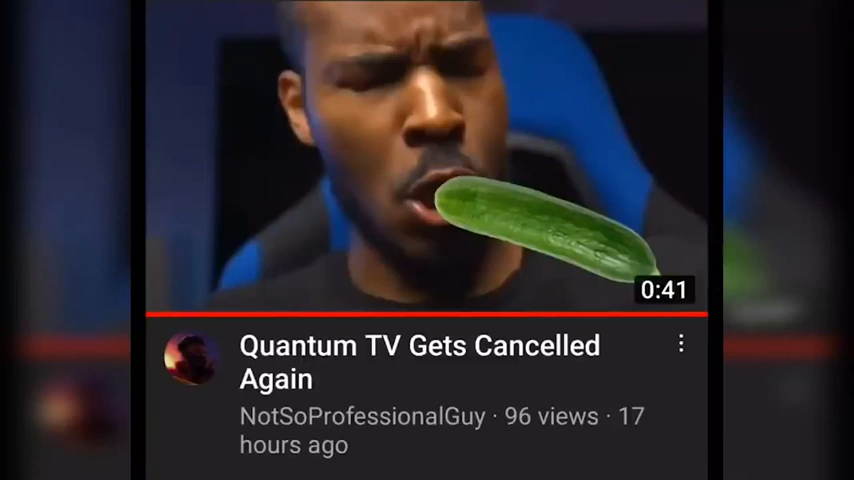 0:41
Quantum TV Gets Cancelled
Again
NotSoProfessionalGuy · 96 views · 17
hours ago